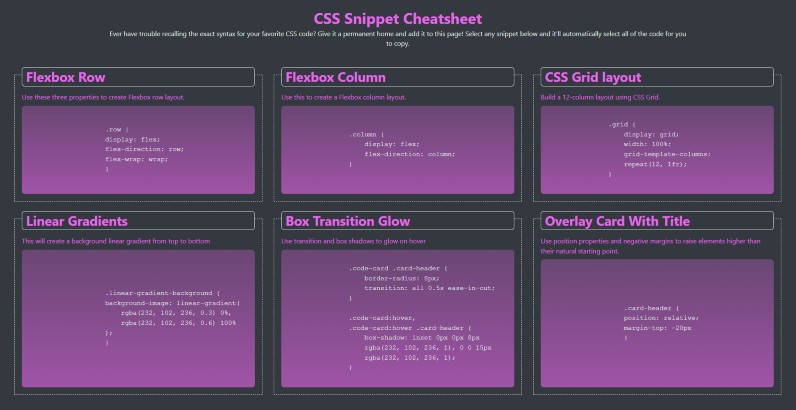 CSS Snippet Cheatsheet
Ever have trouble recalling the exact syntax for your favorite CSS code? Give it a permanent home and add it to this page! Select any snippet below and it'll automatically select all of the code for you
to copy.
Flexbox Row
Use these three properties to create Flexbox row layout.
.row {
display: flex;
flex-direction: row;
flex-wrap: wrap;
}
Flexbox Column
Use this to create a Flexbox column layout.
.column {
display: flex;
flex-direction: column;
}
CSS Grid layout
Build a 12-column layout using CSS Grid.
.grid {
display: grid;
width: 100%;
grid-template-columns:
repeat(12, 1fr);
}
Linear Gradients
This will create a background linear gradient from top to bottom
.linear-gradient-background {
background-image: linear-gradient(
rgba(232, 102, 236, 0.3) 0%,
rgba(232, 102, 236, 0.6) 100%
);
}
Box Transition Glow
Use transition and box shadows to glow on hover
.code-card .card-header {
border-radius: 8px;
transition: all 0.5s ease-in-out;
}
.code-card:hover,
.code-card:hover .card-header {
box-shadow: inset 0px 0px 8px
rgba(232, 102, 236, 1), 0 0 15px
rgba(232, 102, 236, 1);
}
Overlay Card With Title
Use position properties and negative margins to raise elements higher than
their natural starting point.
.card-header {
position: relative;
margin-top: -20px
}